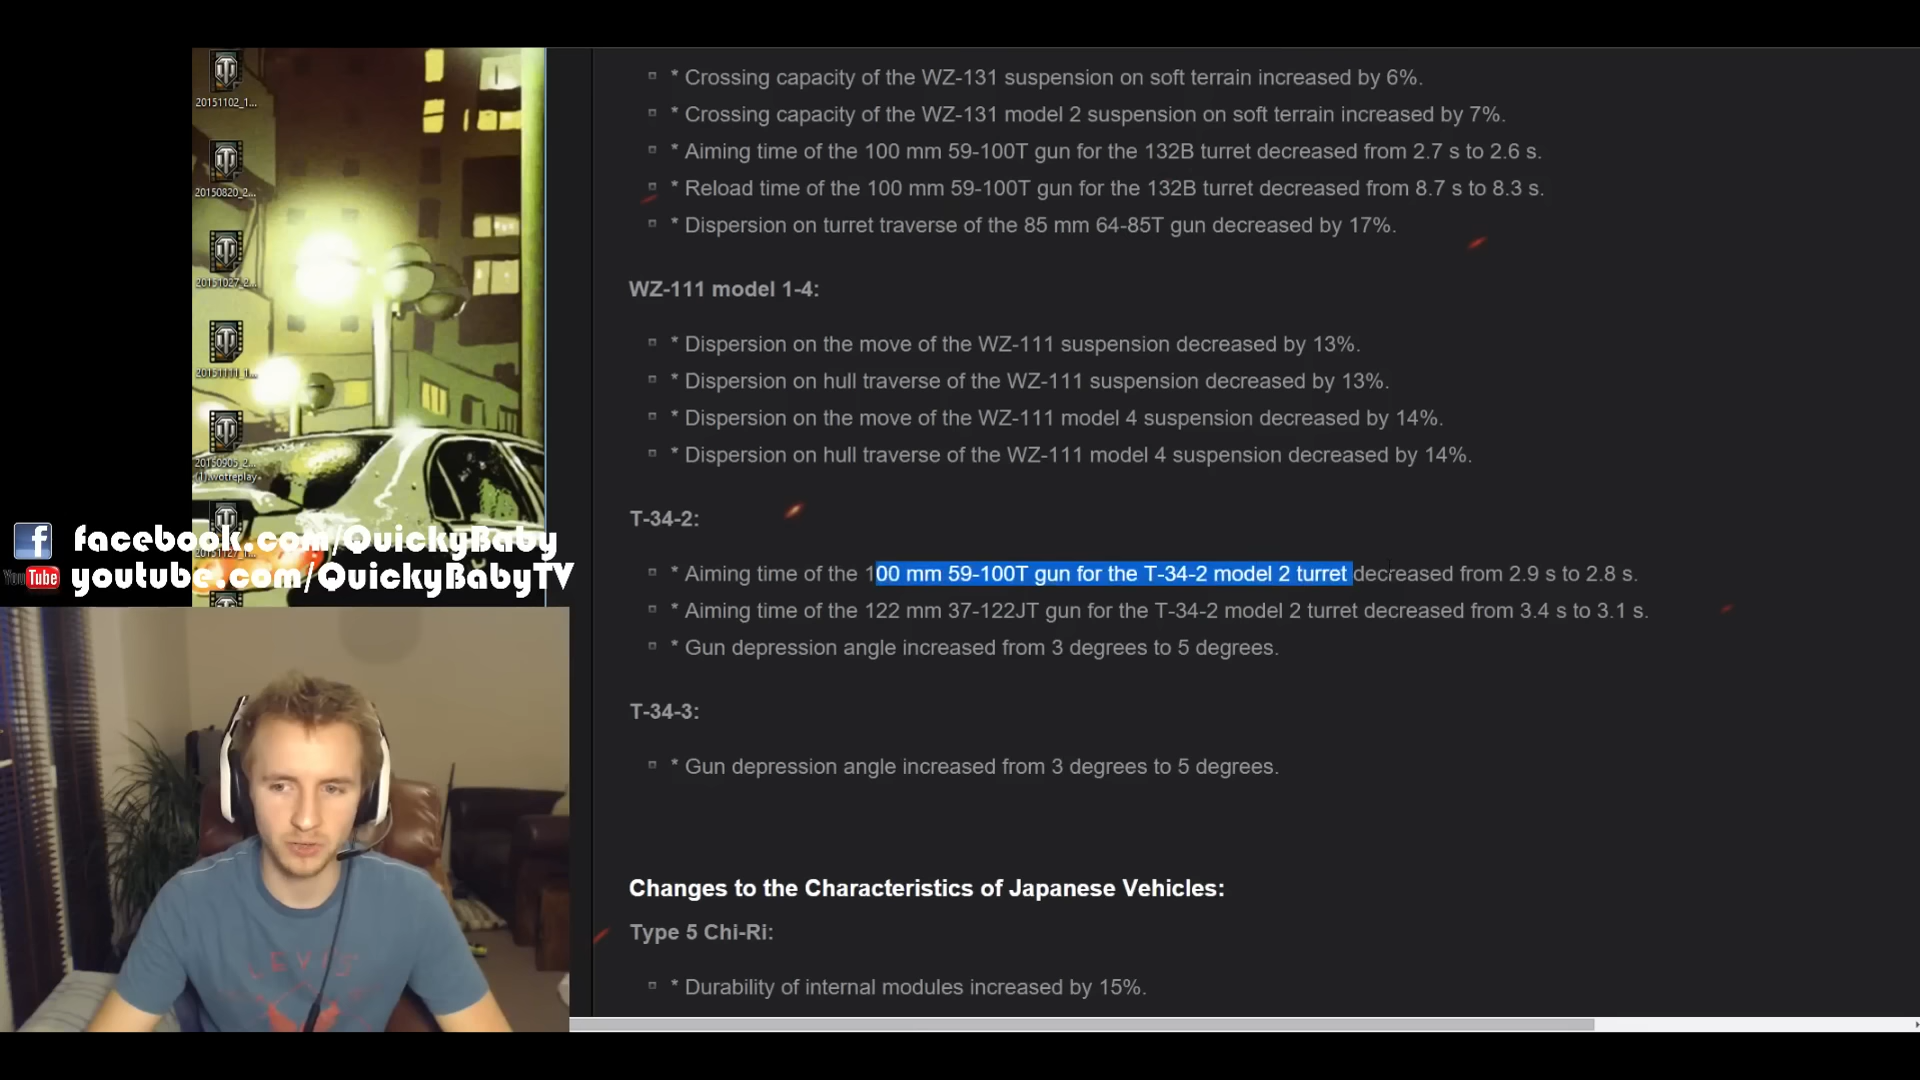 * Crossing capacity of the WZ-131 suspension on soft terrain increased by 6%.
* Crossing capacity of the WZ-131 model 2 suspension on soft terrain increased by 7%.
* Aiming time of the 100 mm 59-100T gun for the 132B turret decreased from 2.7 s to 2.6 s.
* Reload time of the 100 mm 59-100T gun for the 132B turret decreased from 8.7 s to 8.3 s.
* Dispersion on turret traverse of the 85 mm 64-85T gun decreased by 17%.
WZ-111 model 1-4:
* Dispersion on the move of the WZ-111 suspension decreased by 13%.
* Dispersion on hull traverse of the WZ-111 suspension decreased by 13%.
* Dispersion on the move of the WZ-111 model 4 suspension decreased by 14%.
* Dispersion on hull traverse of the WZ-111 model 4 suspension decreased by 14%.
T-34-2:
* Aiming time of the 100 mm 59-100T gun for the T-34-2 model 2 turret decreased from 2.9 s to 2.8 s.
* Aiming time of the 122 mm 37-122JT gun for the T-34-2 model 2 turret decreased from 3.4 s to 3.1 s.
* Gun depression angle increased from 3 degrees to 5 degrees.
T-34-3:
* Gun depression angle increased from 3 degrees to 5 degrees.
Changes to the Characteristics of Japanese Vehicles:
Type 5 Chi-Ri:
* Durability of internal modules increased by 15%.
20151102_1...
20150820_2...
20151027_2...
20151111_1...
20150905_2...
(1).wotreplay
f facebook.com/QuickyBaby
YouTube youtube.com/QuickyBabyTV
LEVI'S